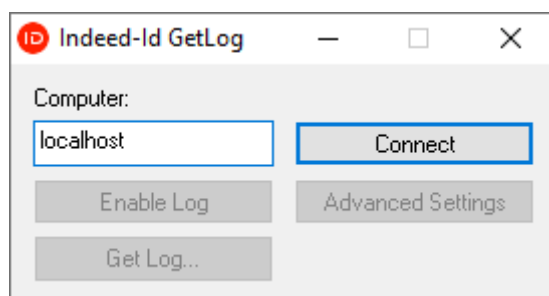 ID Indeed-Id GetLog
Computer:
localhost
Connect
Enable Log
Advanced Settings
Get Log...